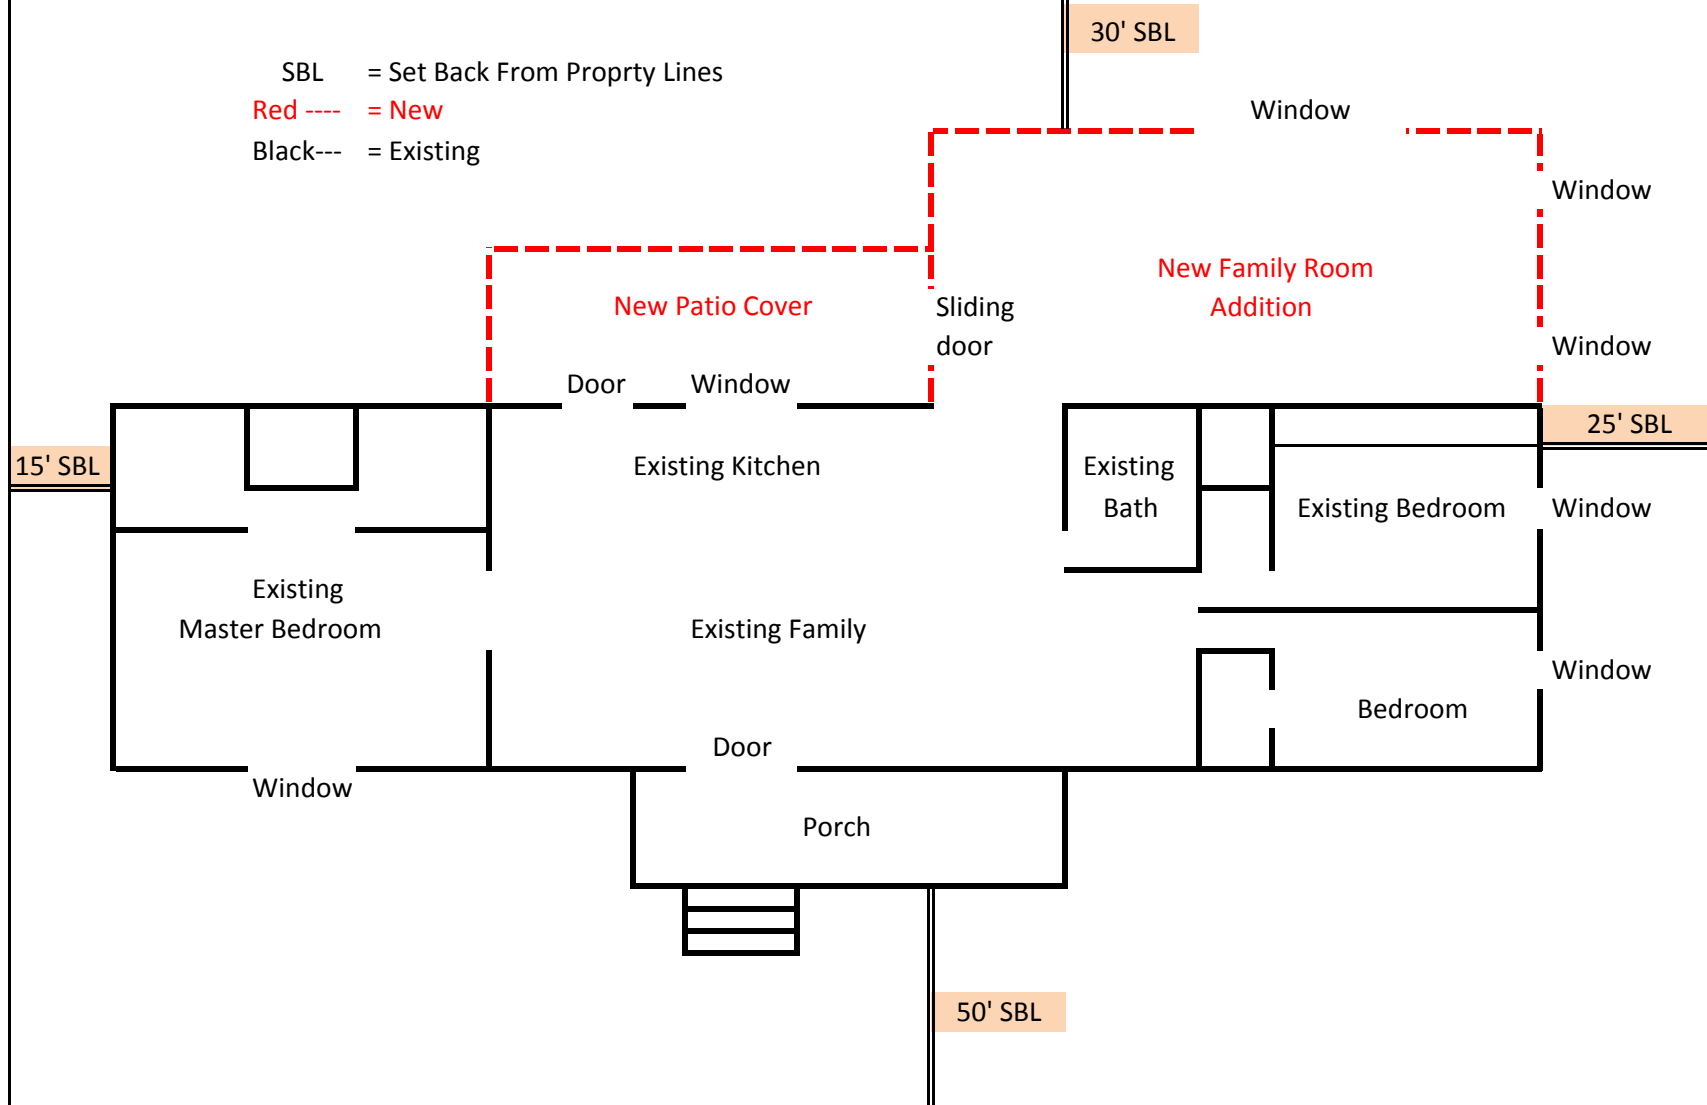 30' SBL
SBL = Set Back From Proprty Lines
Red ---- = New
Black--- = Existing
Window
Window
New Family Room
Addition
New Patio Cover
Sliding
door
Window
Door Window
25' SBL
15' SBL
Existing Kitchen
Existing
Bath
Existing Bedroom
Window
Existing
Master Bedroom
Existing Family
Window
Bedroom
Door
Window
Porch
50' SBL